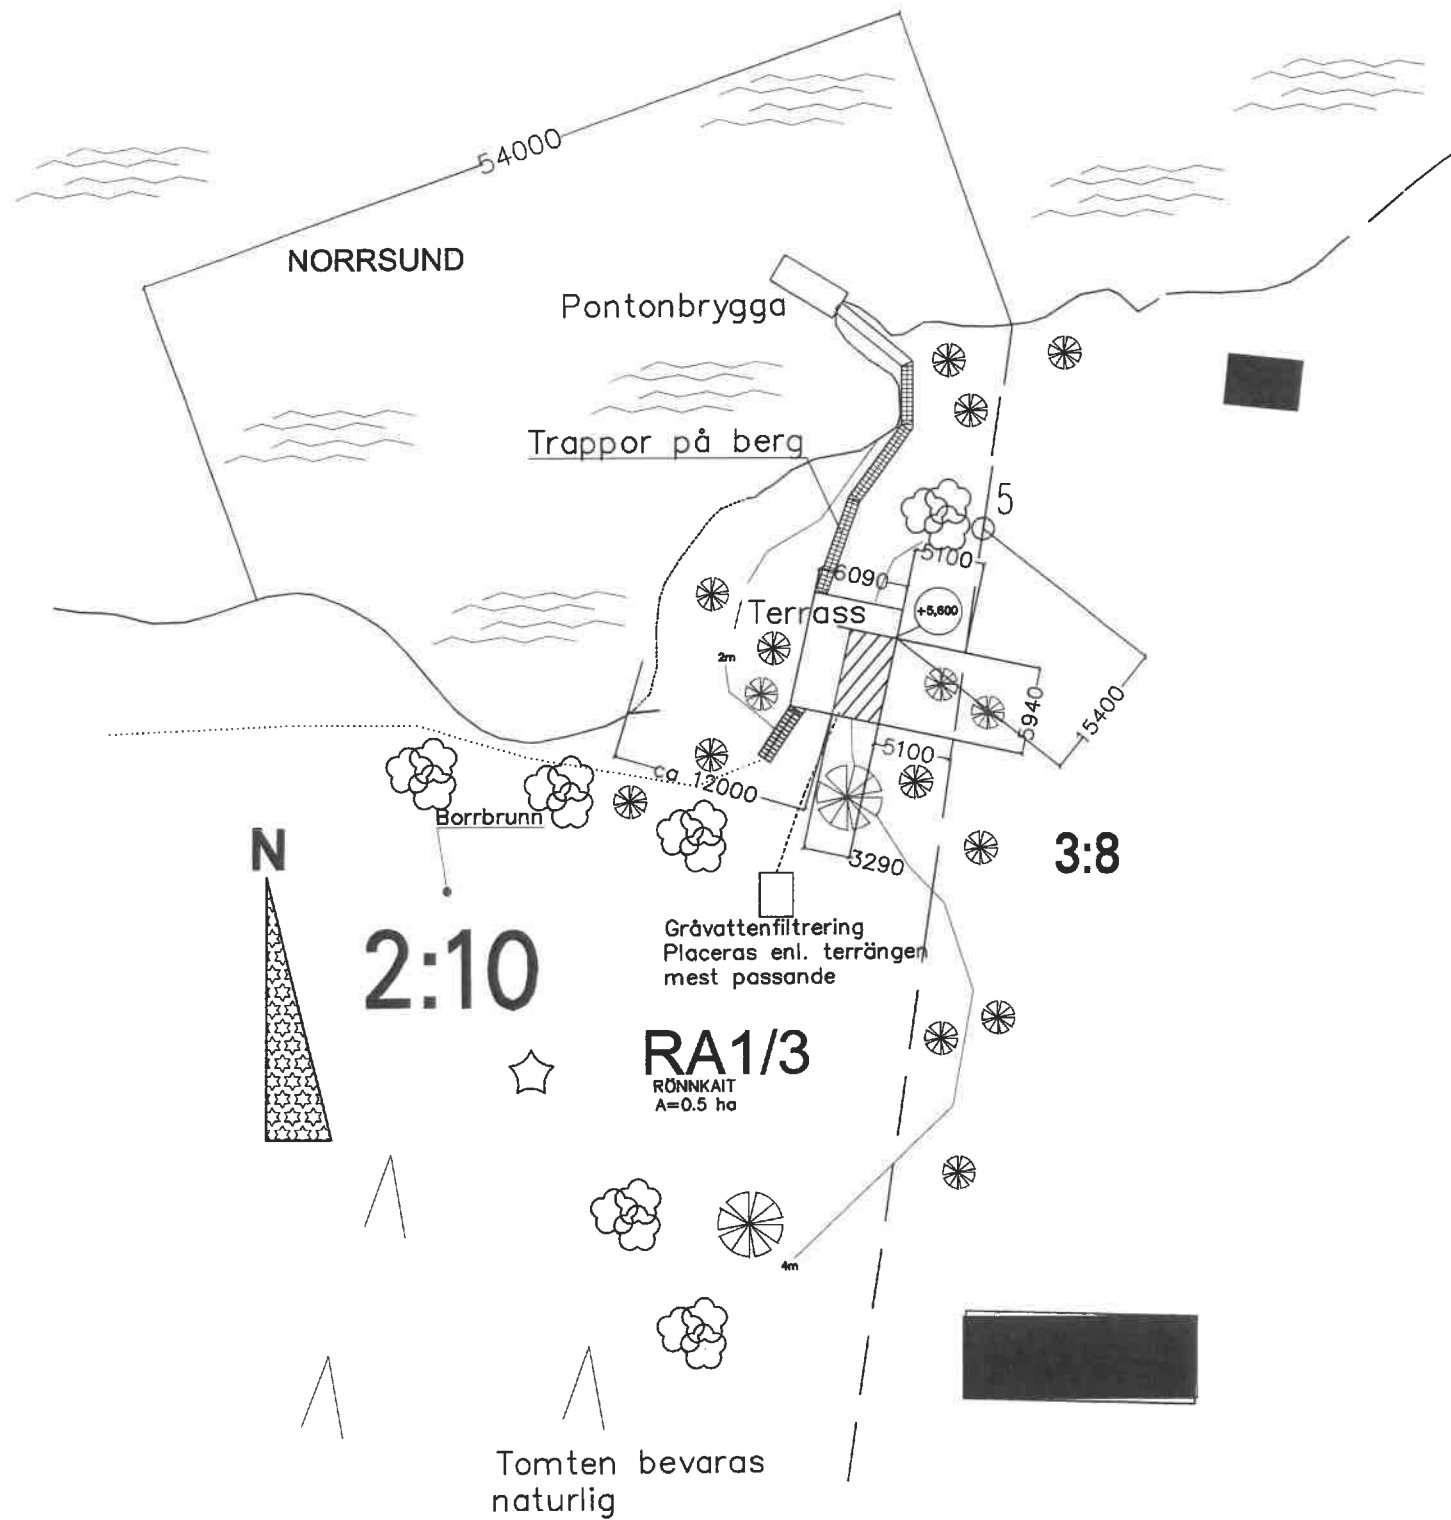 54000
NORRSUND
Pontonbrygga
Trappor på berg
5
5100
6090
+5,600
Terrass
2m
5940
15400
5100
ca 12000
Borrbrunn
N
3:8
3290
Gråvattenfiltrering
Placeras enl. terrängen
mest passande
2:10
RA1/3
RÖNNKAIT
A=0.5 ha
4m
Tomten bevaras
naturlig